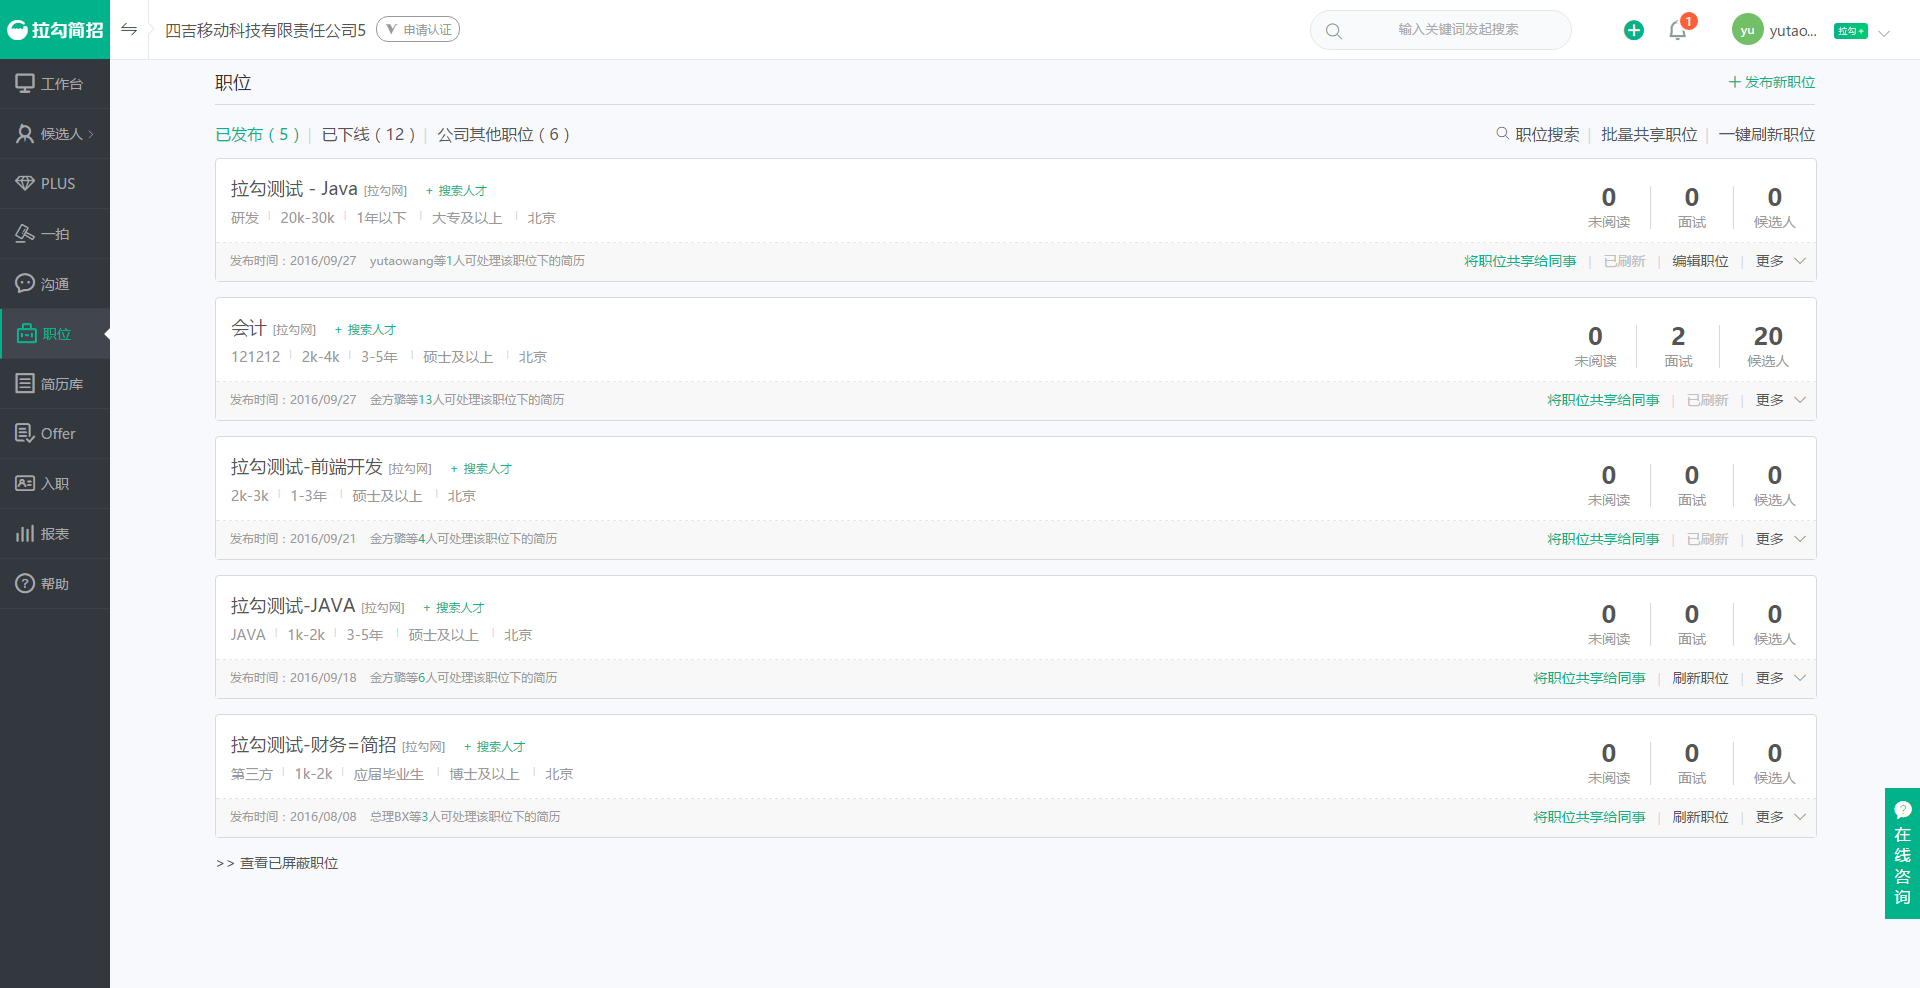 拉勾简招
四吉移动科技有限责任公司5
申请认证
输入关键词发起搜索
1
yu
yutao...
拉勾+
工作台
候选人
PLUS
一拍
沟通
职位
简历库
Offer
入职
报表
帮助
职位
发布新职位
已发布（5） | 已下线（12） | 公司其他职位（6）
职位搜索 | 批量共享职位 | 一键刷新职位
拉勾测试 - Java [拉勾网] + 搜索人才
研发 20k-30k 1年以下 大专及以上 北京
0 0 0
未阅读 面试 候选人
发布时间：2016/09/27 yutaowang等1人可处理该职位下的简历
将职位共享给同事 | 已刷新 | 编辑职位 | 更多
会计 [拉勾网] + 搜索人才
121212 2k-4k 3-5年 硕士及以上 北京
0 2 20
未阅读 面试 候选人
发布时间：2016/09/27 金方璐等13人可处理该职位下的简历
将职位共享给同事 | 已刷新 | 更多
拉勾测试-前端开发 [拉勾网] + 搜索人才
2k-3k 1-3年 硕士及以上 北京
0 0 0
未阅读 面试 候选人
发布时间：2016/09/21 金方璐等4人可处理该职位下的简历
将职位共享给同事 | 已刷新 | 更多
拉勾测试-JAVA [拉勾网] + 搜索人才
JAVA 1k-2k 3-5年 硕士及以上 北京
0 0 0
未阅读 面试 候选人
发布时间：2016/09/18 金方璐等6人可处理该职位下的简历
将职位共享给同事 | 刷新职位 | 更多
拉勾测试-财务=简招 [拉勾网] + 搜索人才
第三方 1k-2k 应届毕业生 博士及以上 北京
0 0 0
未阅读 面试 候选人
发布时间：2016/08/08 总理BX等3人可处理该职位下的简历
将职位共享给同事 | 刷新职位 | 更多
>> 查看已屏蔽职位
在线咨询